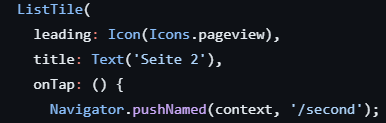 ListTile(
leading: Icon(Icons.pageview),
title: Text('Seite 2'),
onTap: () {
Navigator.pushNamed(context, '/second');